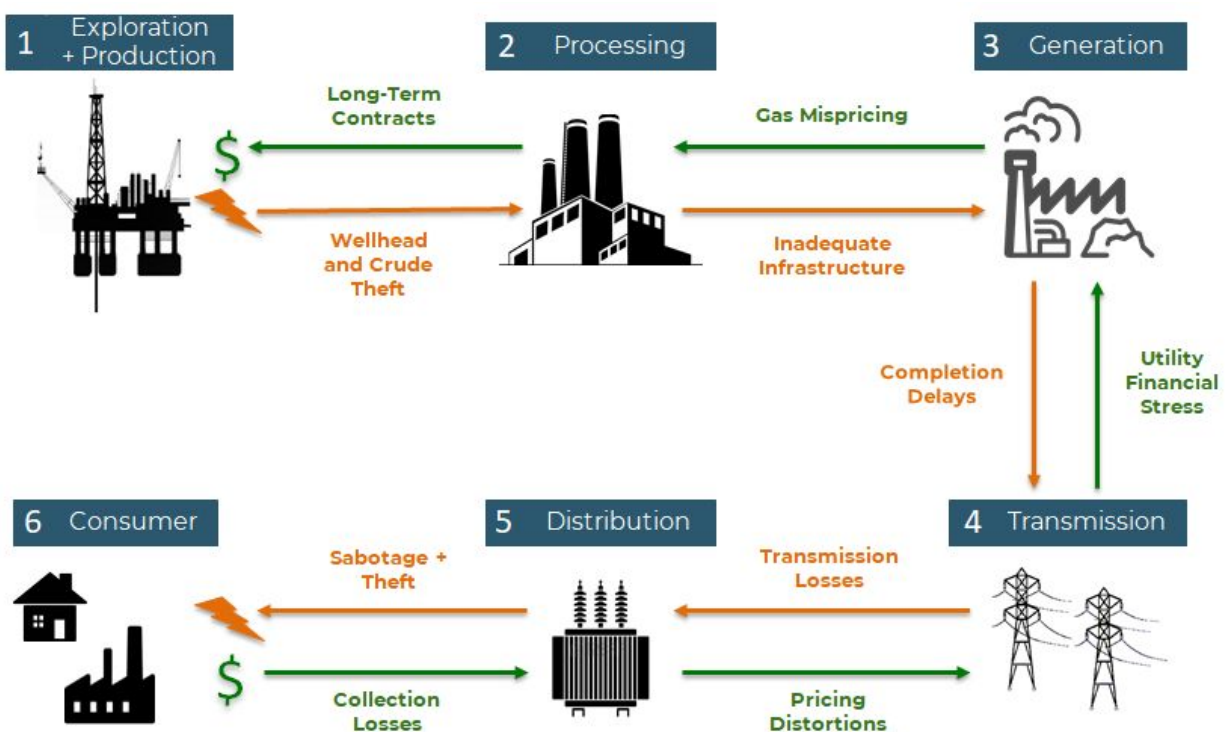 1 Exploration
+ Production
2 Processing
3 Generation
Long-Term
Contracts
Gas Mispricing
$
Wellhead
and Crude
Theft
Inadequate
Infrastructure
Completion
Delays
Utility
Financial
Stress
6 Consumer
5 Distribution
4 Transmission
Sabotage +
Theft
Transmission
Losses
$
Collection
Losses
Pricing
Distortions